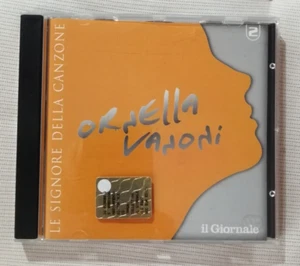 LE SIGNORE DELLA CANZONE
2
ORNELLA
VANONI
il Giornale